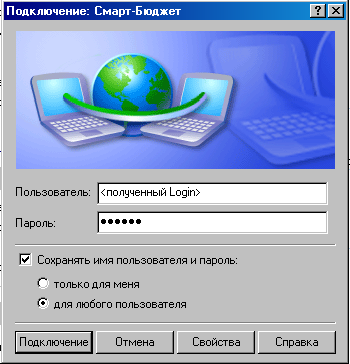 Подключение: Смарт-Бюджет
Пользователь: <полученный Login>
Пароль: ••••••
Сохранять имя пользователя и пароль:
только для меня
для любого пользователя
Подключение Отмена Свойства Справка